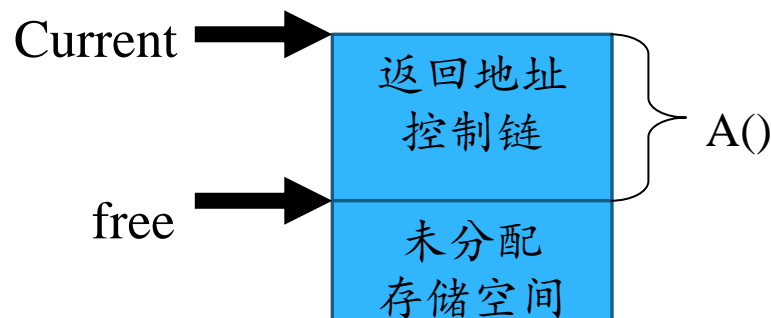 Current
返回地址
控制链
A()
free
未分配
存储空间